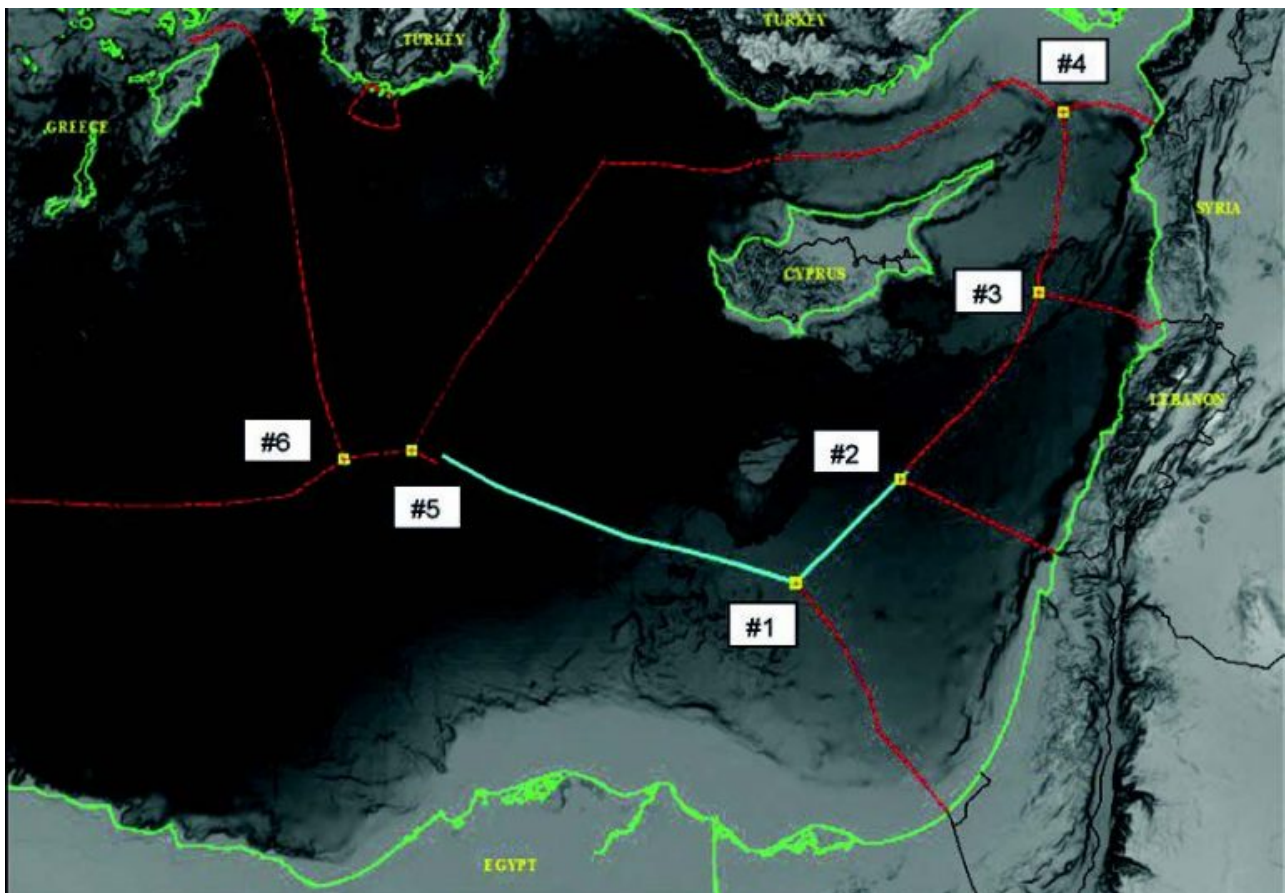 TURKEY
TURKEY
#4
GREECE
SYRIA
CYPRUS
#3
LEBANON
#6
#2
#5
#1
EGYPT